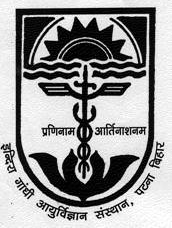 प्रणिनाम आर्तिनाशनम
इन्दिरा गाँधी आयुर्विज्ञान संस्थान, पटना बिहार